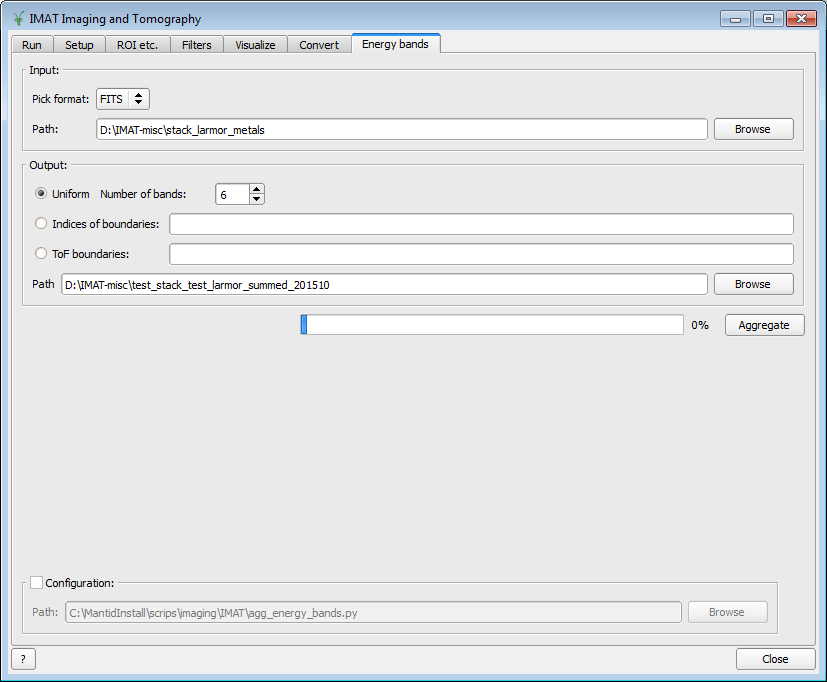 IMAT Imaging and Tomography
Run Setup ROI etc. Filters Visualize Convert Energy bands
Input:
Pick format: FITS
Path: D:\IMAT-misc\stack_larmor_metals Browse
Output:
Uniform Number of bands: 6
Indices of boundaries:
ToF boundaries:
Path D:\IMAT-misc\test_stack_test_larmor_summed_201510 Browse
0% Aggregate
Configuration:
Path: C:\MantidInstall\scrips\imaging\IMAT\agg_energy_bands.py Browse
? Close